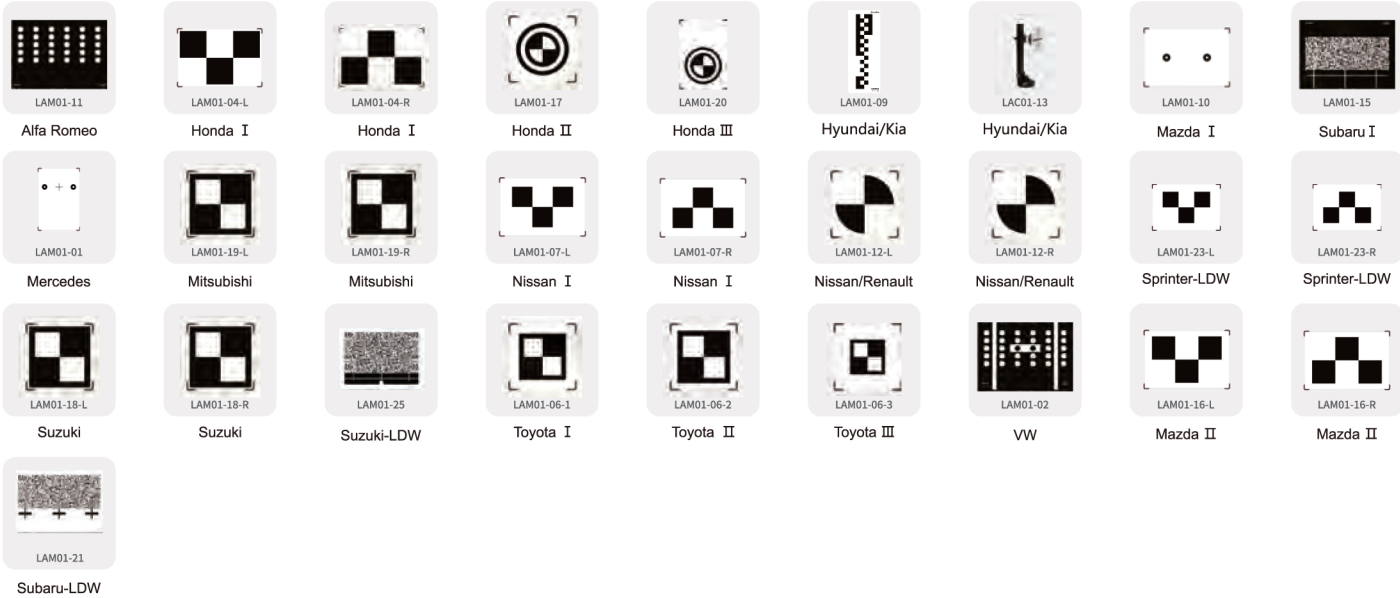 LAM01-11 LAM01-04-L LAM01-04-R LAM01-17 LAM01-20 LAM01-09 LAC01-13 LAM01-10 LAM01-15
Alfa Romeo Honda Ⅰ Honda Ⅰ Honda Ⅱ Honda Ⅲ Hyundai/Kia Hyundai/Kia Mazda Ⅰ Subaru Ⅰ
LAM01-01 LAM01-19-L LAM01-19-R LAM01-07-L LAM01-07-R LAM01-12-L LAM01-12-R LAM01-23-L LAM01-23-R
Mercedes Mitsubishi Mitsubishi Nissan Ⅰ Nissan Ⅰ Nissan/Renault Nissan/Renault Sprinter-LDW Sprinter-LDW
LAM01-18-L LAM01-18-R LAM01-25 LAM01-06-1 LAM01-06-2 LAM01-06-3 LAM01-02 LAM01-16-L LAM01-16-R
Suzuki Suzuki Suzuki-LDW Toyota Ⅰ Toyota Ⅱ Toyota Ⅲ VW Mazda Ⅱ Mazda Ⅱ
LAM01-21
Subaru-LDW